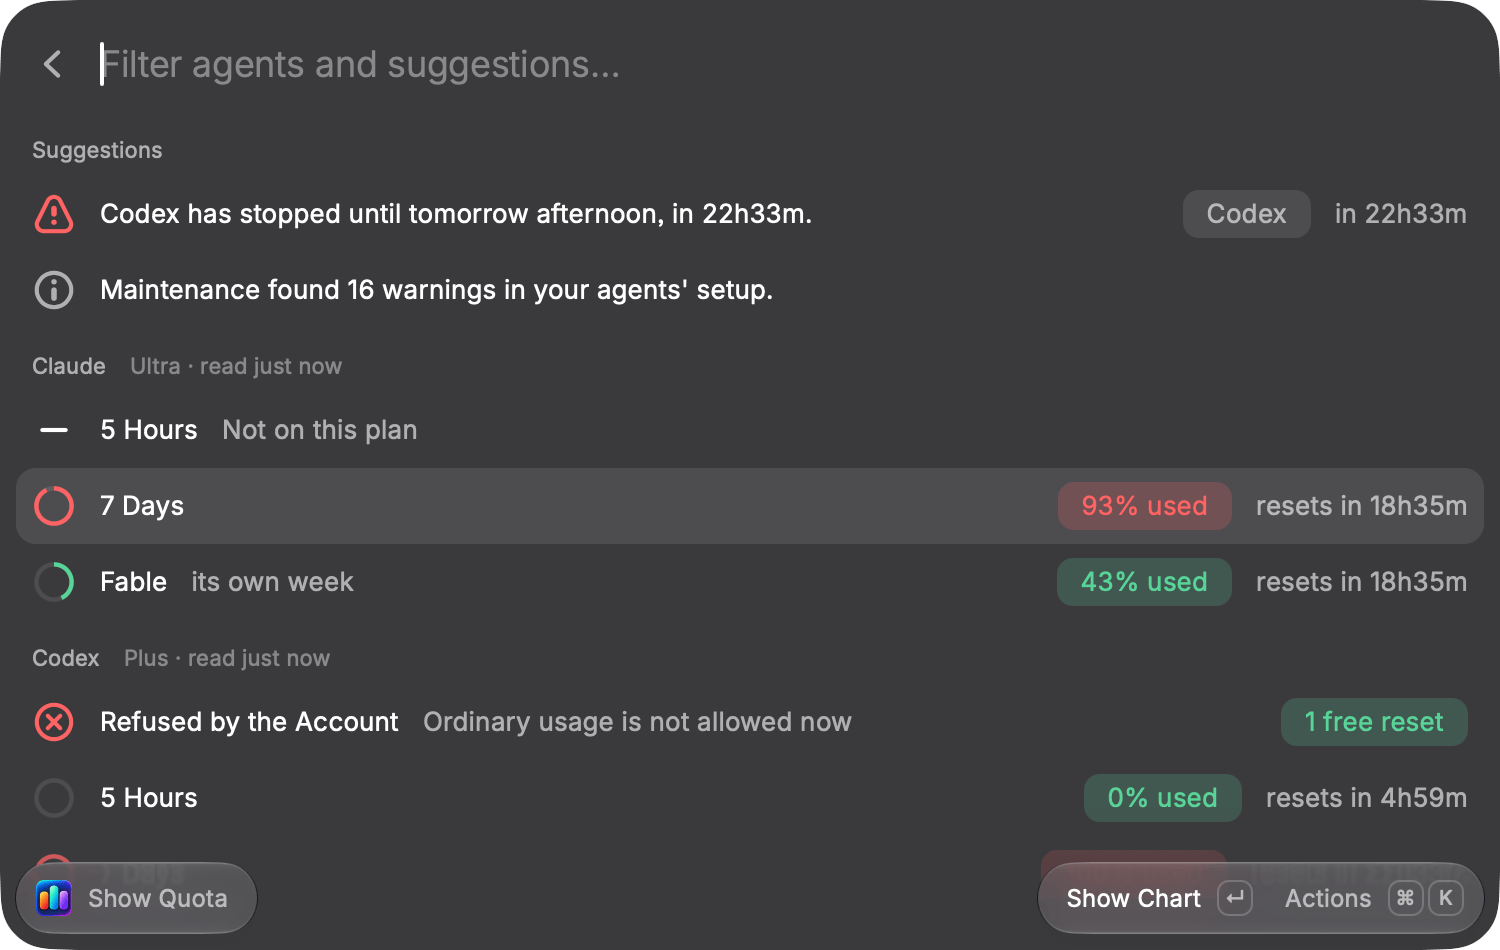 Filter agents and suggestions...
Suggestions
Codex has stopped until tomorrow afternoon, in 22h33m. Codex in 22h33m
Maintenance found 16 warnings in your agents' setup.
Claude Ultra · read just now
5 Hours Not on this plan
7 Days 93% used resets in 18h35m
Fable its own week 43% used resets in 18h35m
Codex Plus · read just now
Refused by the Account Ordinary usage is not allowed now 1 free reset
5 Hours 0% used resets in 4h59m
Show Quota Show Chart ↵ Actions ⌘ K